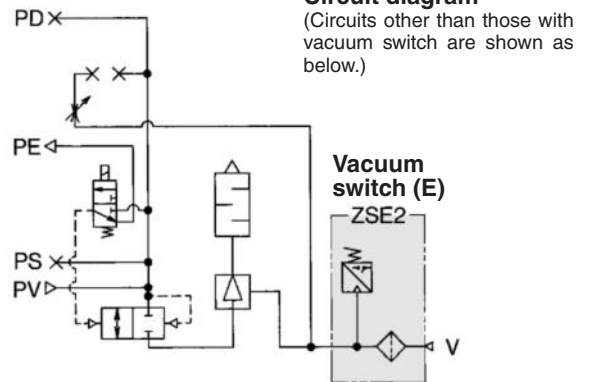 Circuit diagram
(Circuits other than those with
vacuum switch are shown as
below.)
PD
PE
PS
PV
Vacuum
switch (E)
ZSE2
V